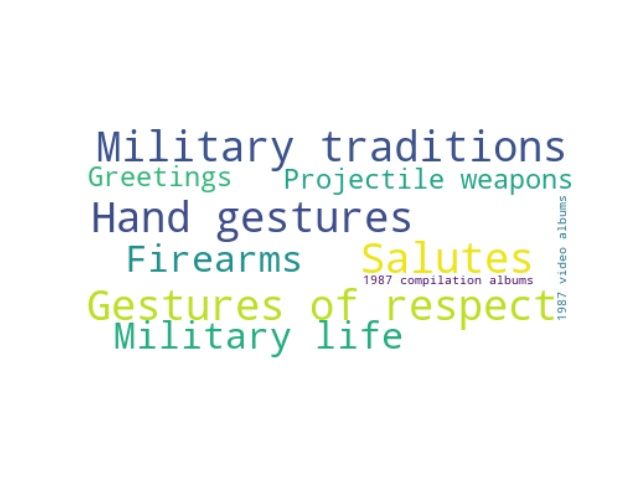 Military traditions
Greetings
Projectile weapons
Hand gestures
1987 video albums
Firearms
Salutes
1987 compilation albums
Gestures of respect
Military life